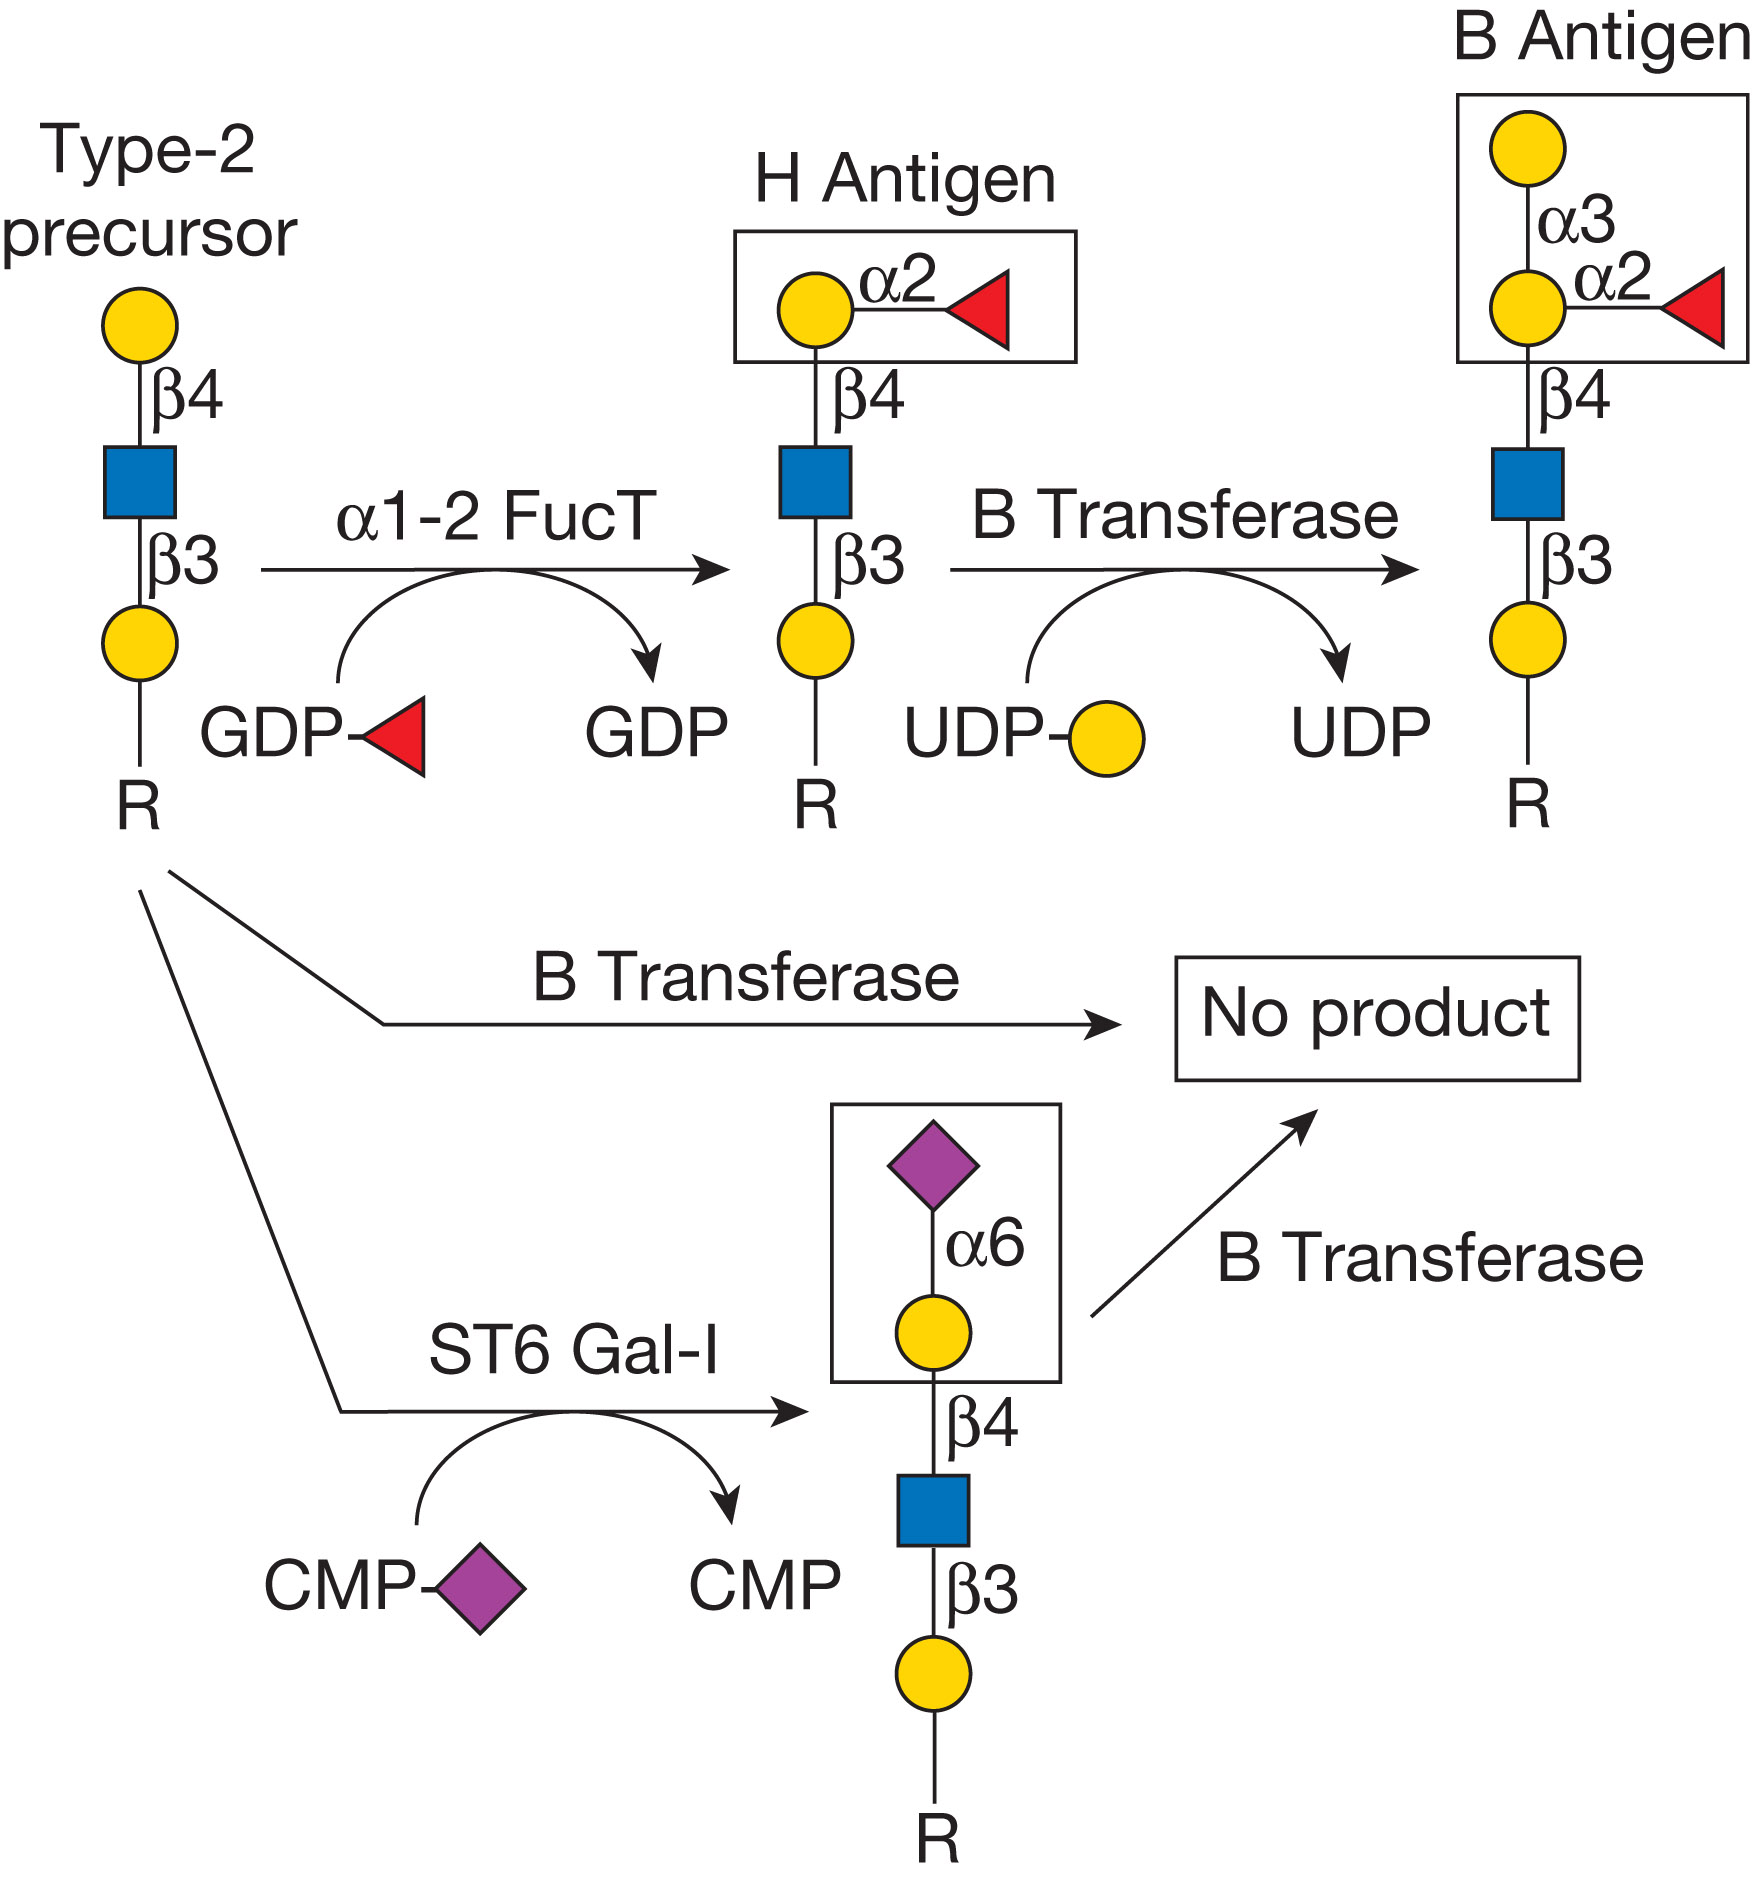 B Antigen
Type-2
precursor
H Antigen
α3
α2
α2
β4
β4
β4
α1-2 FucT
B Transferase
β3
β3
β3
GDP
GDP
UDP
UDP
R
R
R
B Transferase
No product
α6
B Transferase
ST6 Gal-I
β4
CMP
CMP
β3
R